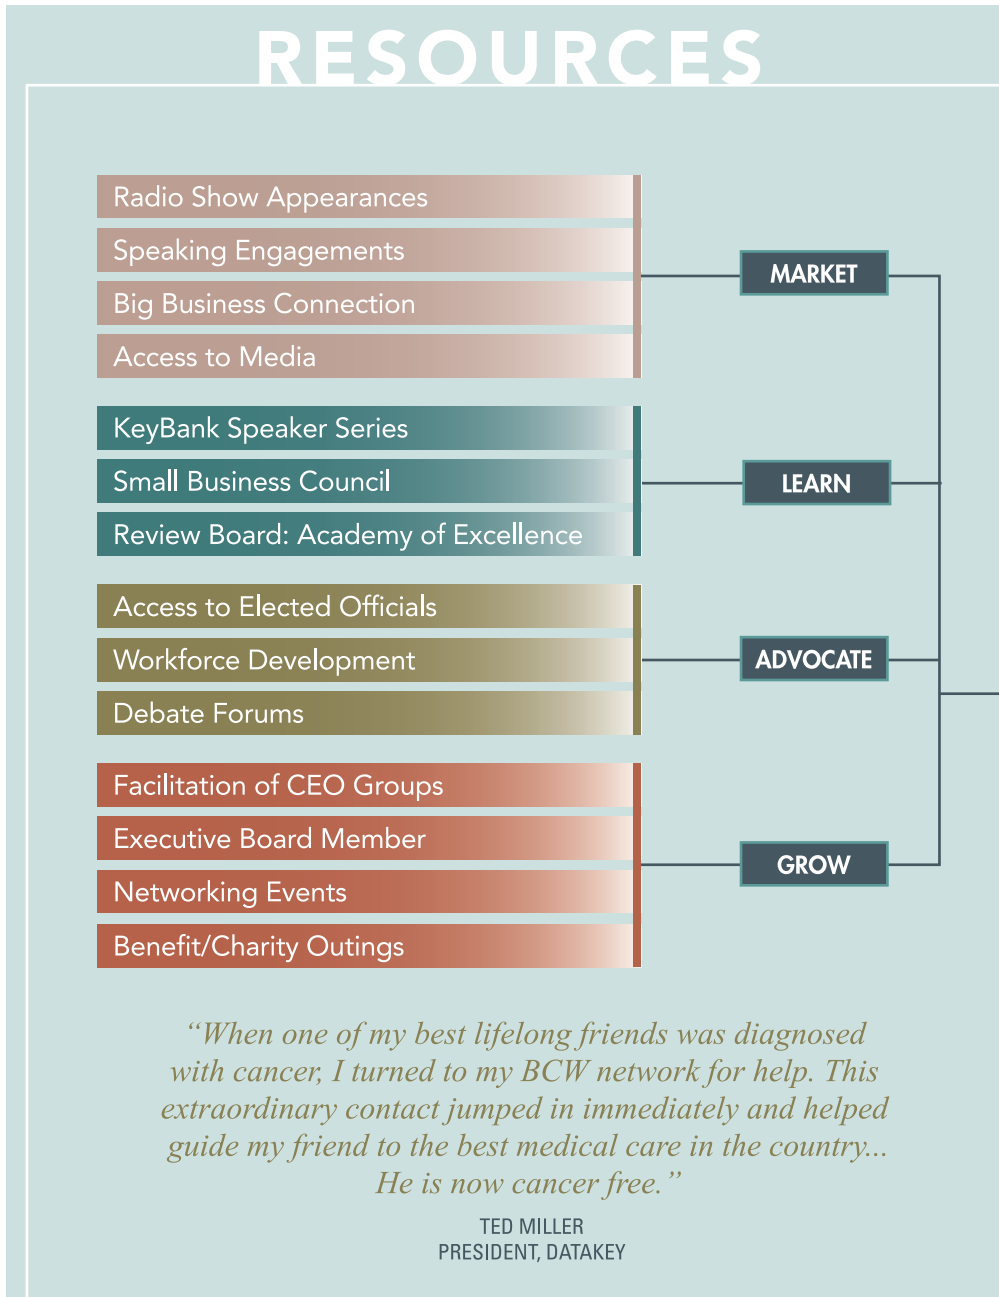 RESOURCES
Radio Show Appearances
Speaking Engagements
Big Business Connection
Access to Media
MARKET
KeyBank Speaker Series
Small Business Council
Review Board: Academy of Excellence
LEARN
Access to Elected Officials
Workforce Development
Debate Forums
ADVOCATE
Facilitation of CEO Groups
Executive Board Member
Networking Events
Benefit/Charity Outings
GROW
“When one of my best lifelong friends was diagnosed
with cancer, I turned to my BCW network for help. This
extraordinary contact jumped in immediately and helped
guide my friend to the best medical care in the country...
He is now cancer free.”
TED MILLER
PRESIDENT, DATAKEY